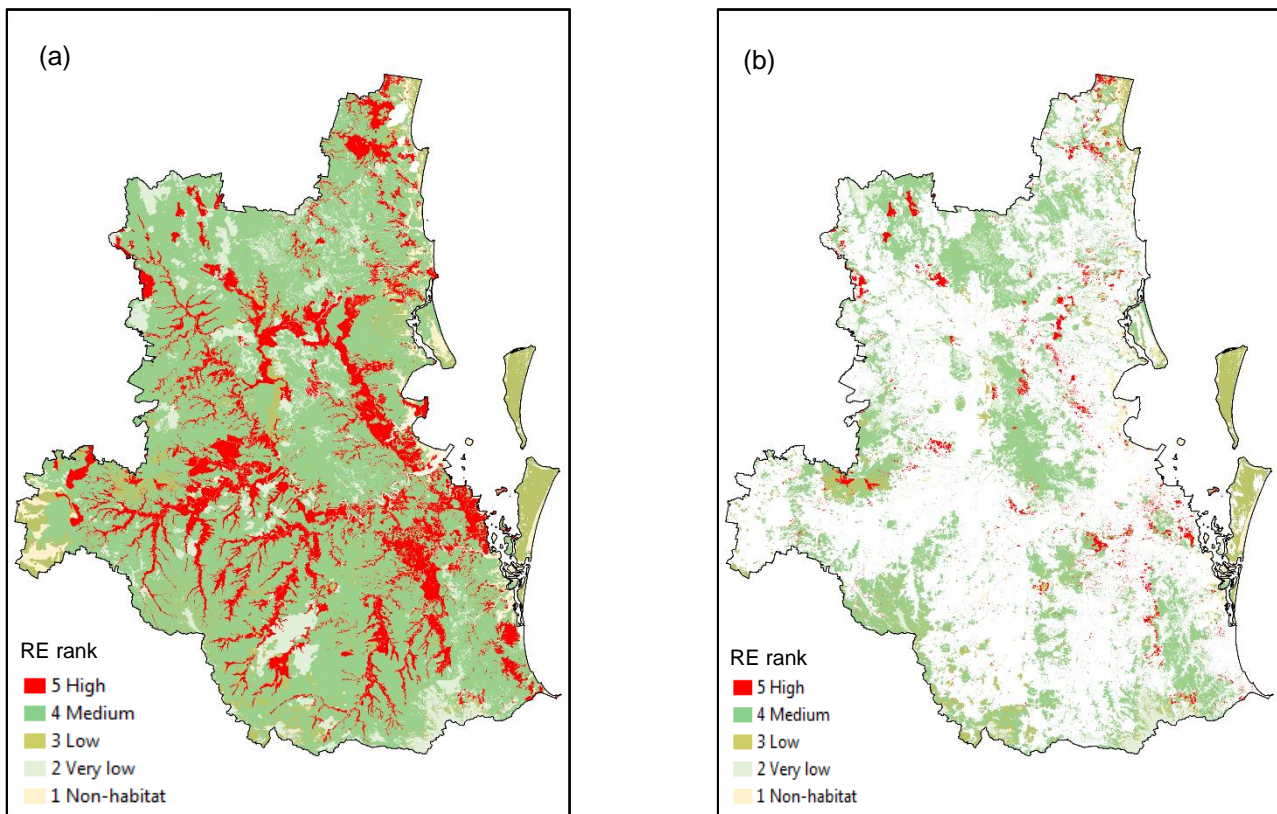 (a)
RE rank
5 High
4 Medium
3 Low
2 Very low
1 Non-habitat
(b)
RE rank
5 High
4 Medium
3 Low
2 Very low
1 Non-habitat